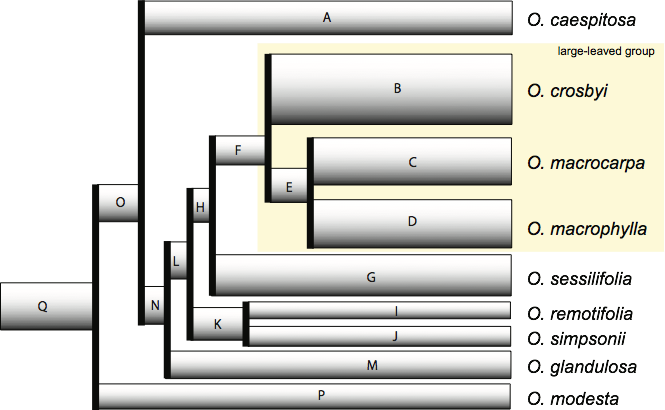 A
O. caespitosa
large-leaved group
B
O. crosbyi
F
C
O. macrocarpa
E
O
H
D
O. macrophylla
L
G
O. sessilifolia
Q
N
I
O. remotifolia
K
J
O. simpsonii
M
O. glandulosa
P
O. modesta